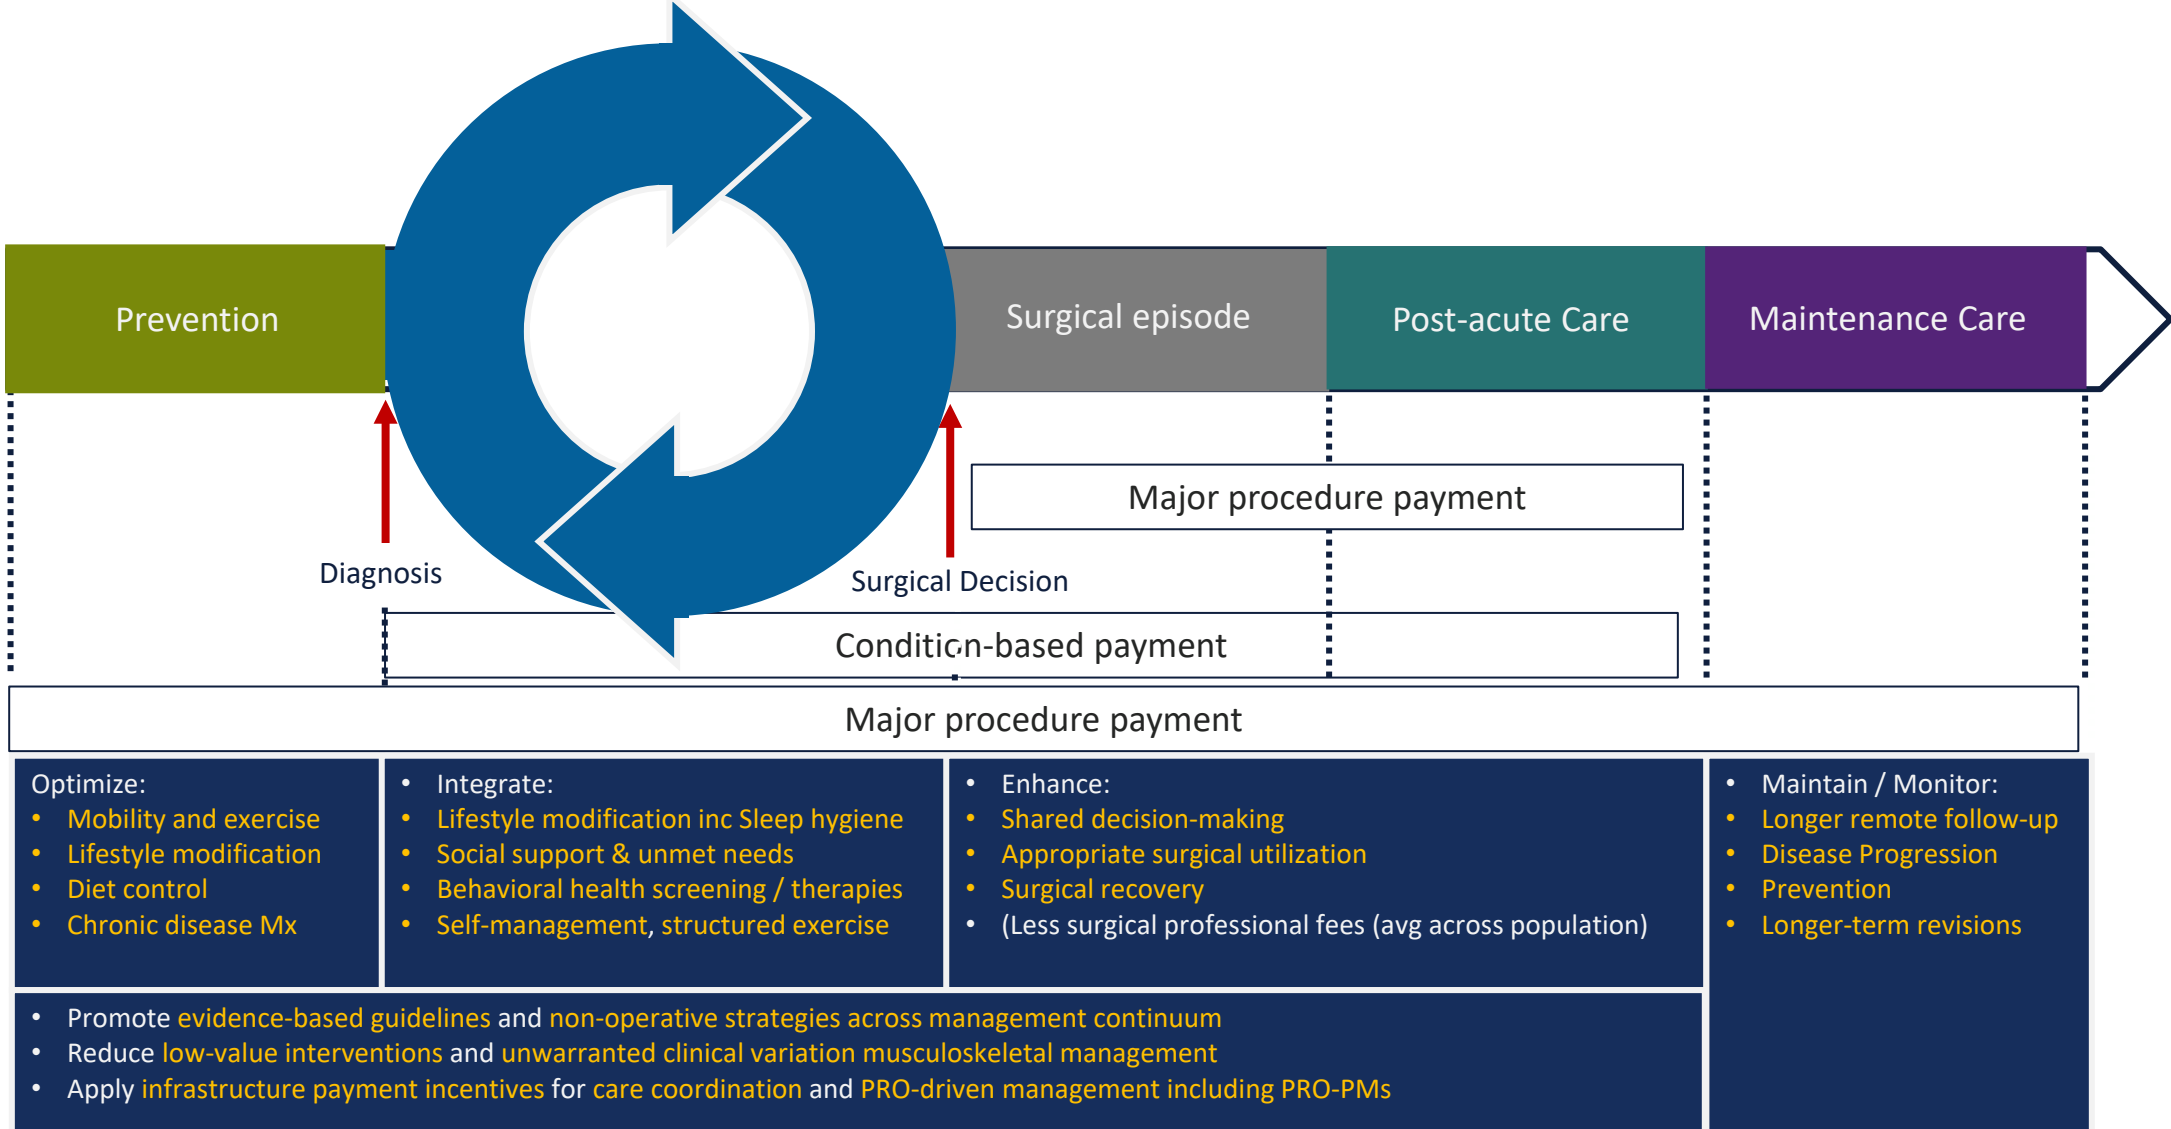 Prevention
Surgical episode
Post-acute Care
Maintenance Care
Major procedure payment
Diagnosis
Surgical Decision
Condition-based payment
Major procedure payment
Optimize:
• Mobility and exercise
• Lifestyle modification
• Diet control
• Chronic disease Mx
• Integrate:
• Lifestyle modification inc Sleep hygiene
• Social support & unmet needs
• Behavioral health screening / therapies
• Self-management, structured exercise
• Enhance:
• Shared decision-making
• Appropriate surgical utilization
• Surgical recovery
• (Less surgical professional fees (avg across population)
• Maintain / Monitor:
• Longer remote follow-up
• Disease Progression
• Prevention
• Longer-term revisions
• Promote evidence-based guidelines and non-operative strategies across management continuum
• Reduce low-value interventions and unwarranted clinical variation musculoskeletal management
• Apply infrastructure payment incentives for care coordination and PRO-driven management including PRO-PMs